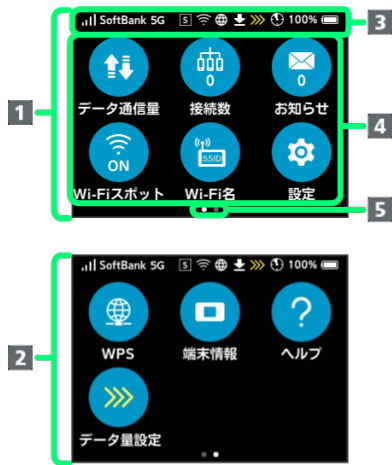 SoftBank 5G S 100% 3
0 0
データ通信量 接続数 お知らせ
1 4
ON SSID
Wi-Fiスポット Wi-Fi名 設定
5
SoftBank 5G S 100%
?
WPS 端末情報 ヘルプ
2
データ量設定